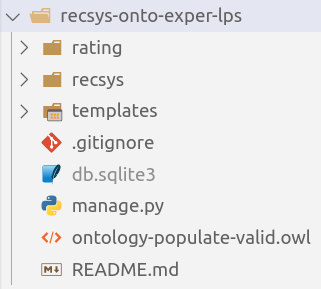 recsys-onto-exper-lps
rating
recsys
templates
.gitignore
db.sqlite3
manage.py
ontology-populate-valid.owl
README.md